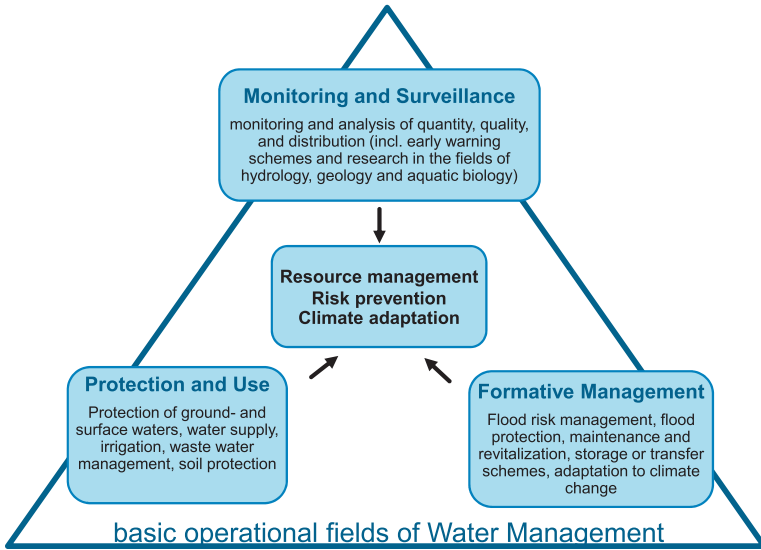 Monitoring and Surveillance
monitoring and analysis of quantity, quality,
and distribution (incl. early warning
schemes and research in the fields of
hydrology, geology and aquatic biology)
Resource management
Risk prevention
Climate adaptation
Protection and Use
Protection of ground- and
surface waters, water supply,
irrigation, waste water
management, soil protection
Formative Management
Flood risk management, flood
protection, maintenance and
revitalization, storage or transfer
schemes, adaptation to climate
change
basic operational fields of Water Management